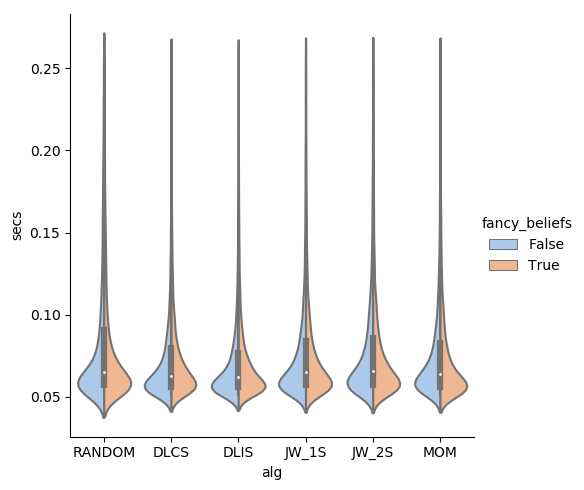 0.25
0.20
0.15
0.10
0.05
secs
RANDOM DLCS DLIS JW_1S JW_2S MOM
alg
fancy_beliefs
False
True